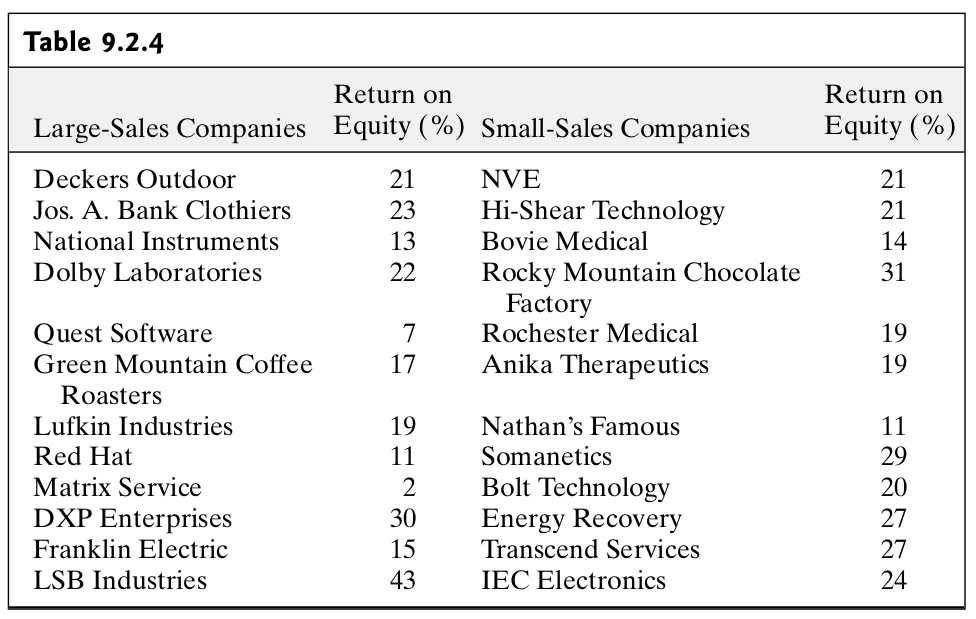 Table 9.2.4
Return on Return on
Large-Sales Companies Equity (%) Small-Sales Companies Equity (%)
Deckers Outdoor 21 NVE 21
Jos. A. Bank Clothiers 23 Hi-Shear Technology 21
National Instruments 13 Bovie Medical 14
Dolby Laboratories 22 Rocky Mountain Chocolate 31
Factory
Quest Software 7 Rochester Medical 19
Green Mountain Coffee 17 Anika Therapeutics 19
Roasters
Lufkin Industries 19 Nathan's Famous 11
Red Hat 11 Somanetics 29
Matrix Service 2 Bolt Technology 20
DXP Enterprises 30 Energy Recovery 27
Franklin Electric 15 Transcend Services 27
LSB Industries 43 IEC Electronics 24